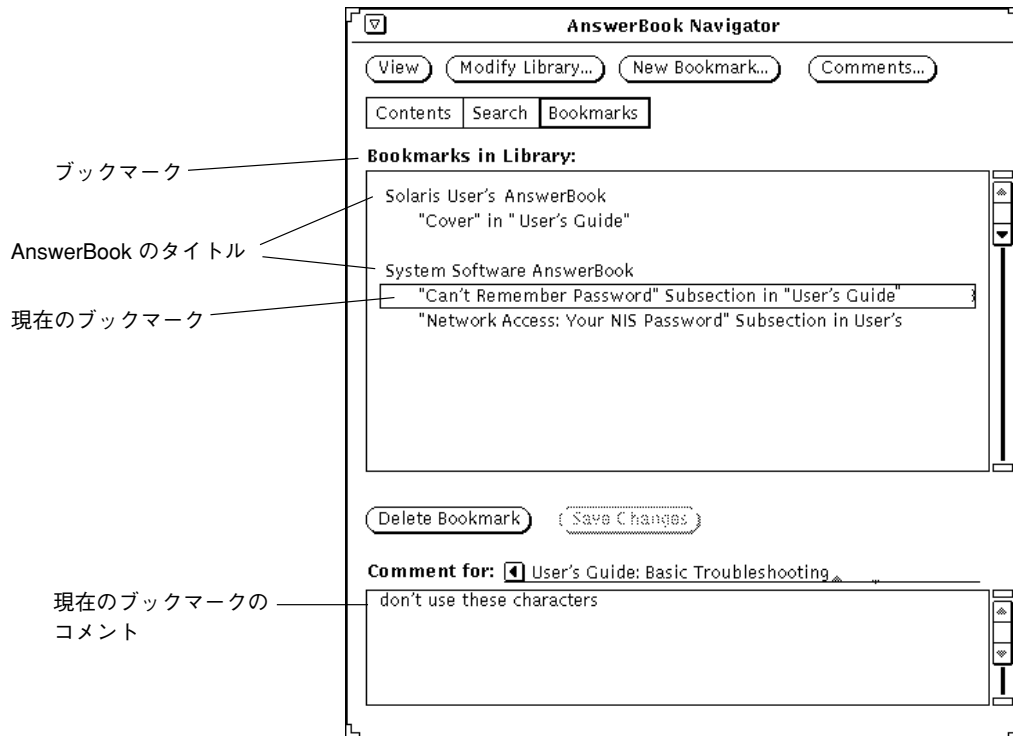 AnswerBook Navigator
View Modify Library... New Bookmark... Comments...
Contents Search Bookmarks
ブックマーク
Bookmarks in Library:
Solaris User's AnswerBook
"Cover" in " User's Guide"
AnswerBook のタイトル
System Software AnswerBook
現在のブックマーク
"Can't Remember Password" Subsection in "User's Guide"
"Network Access: Your NIS Password" Subsection in User's
Delete Bookmark Save Changes
Comment for: User's Guide: Basic Troubleshooting
現在のブックマークの
コメント
don't use these characters